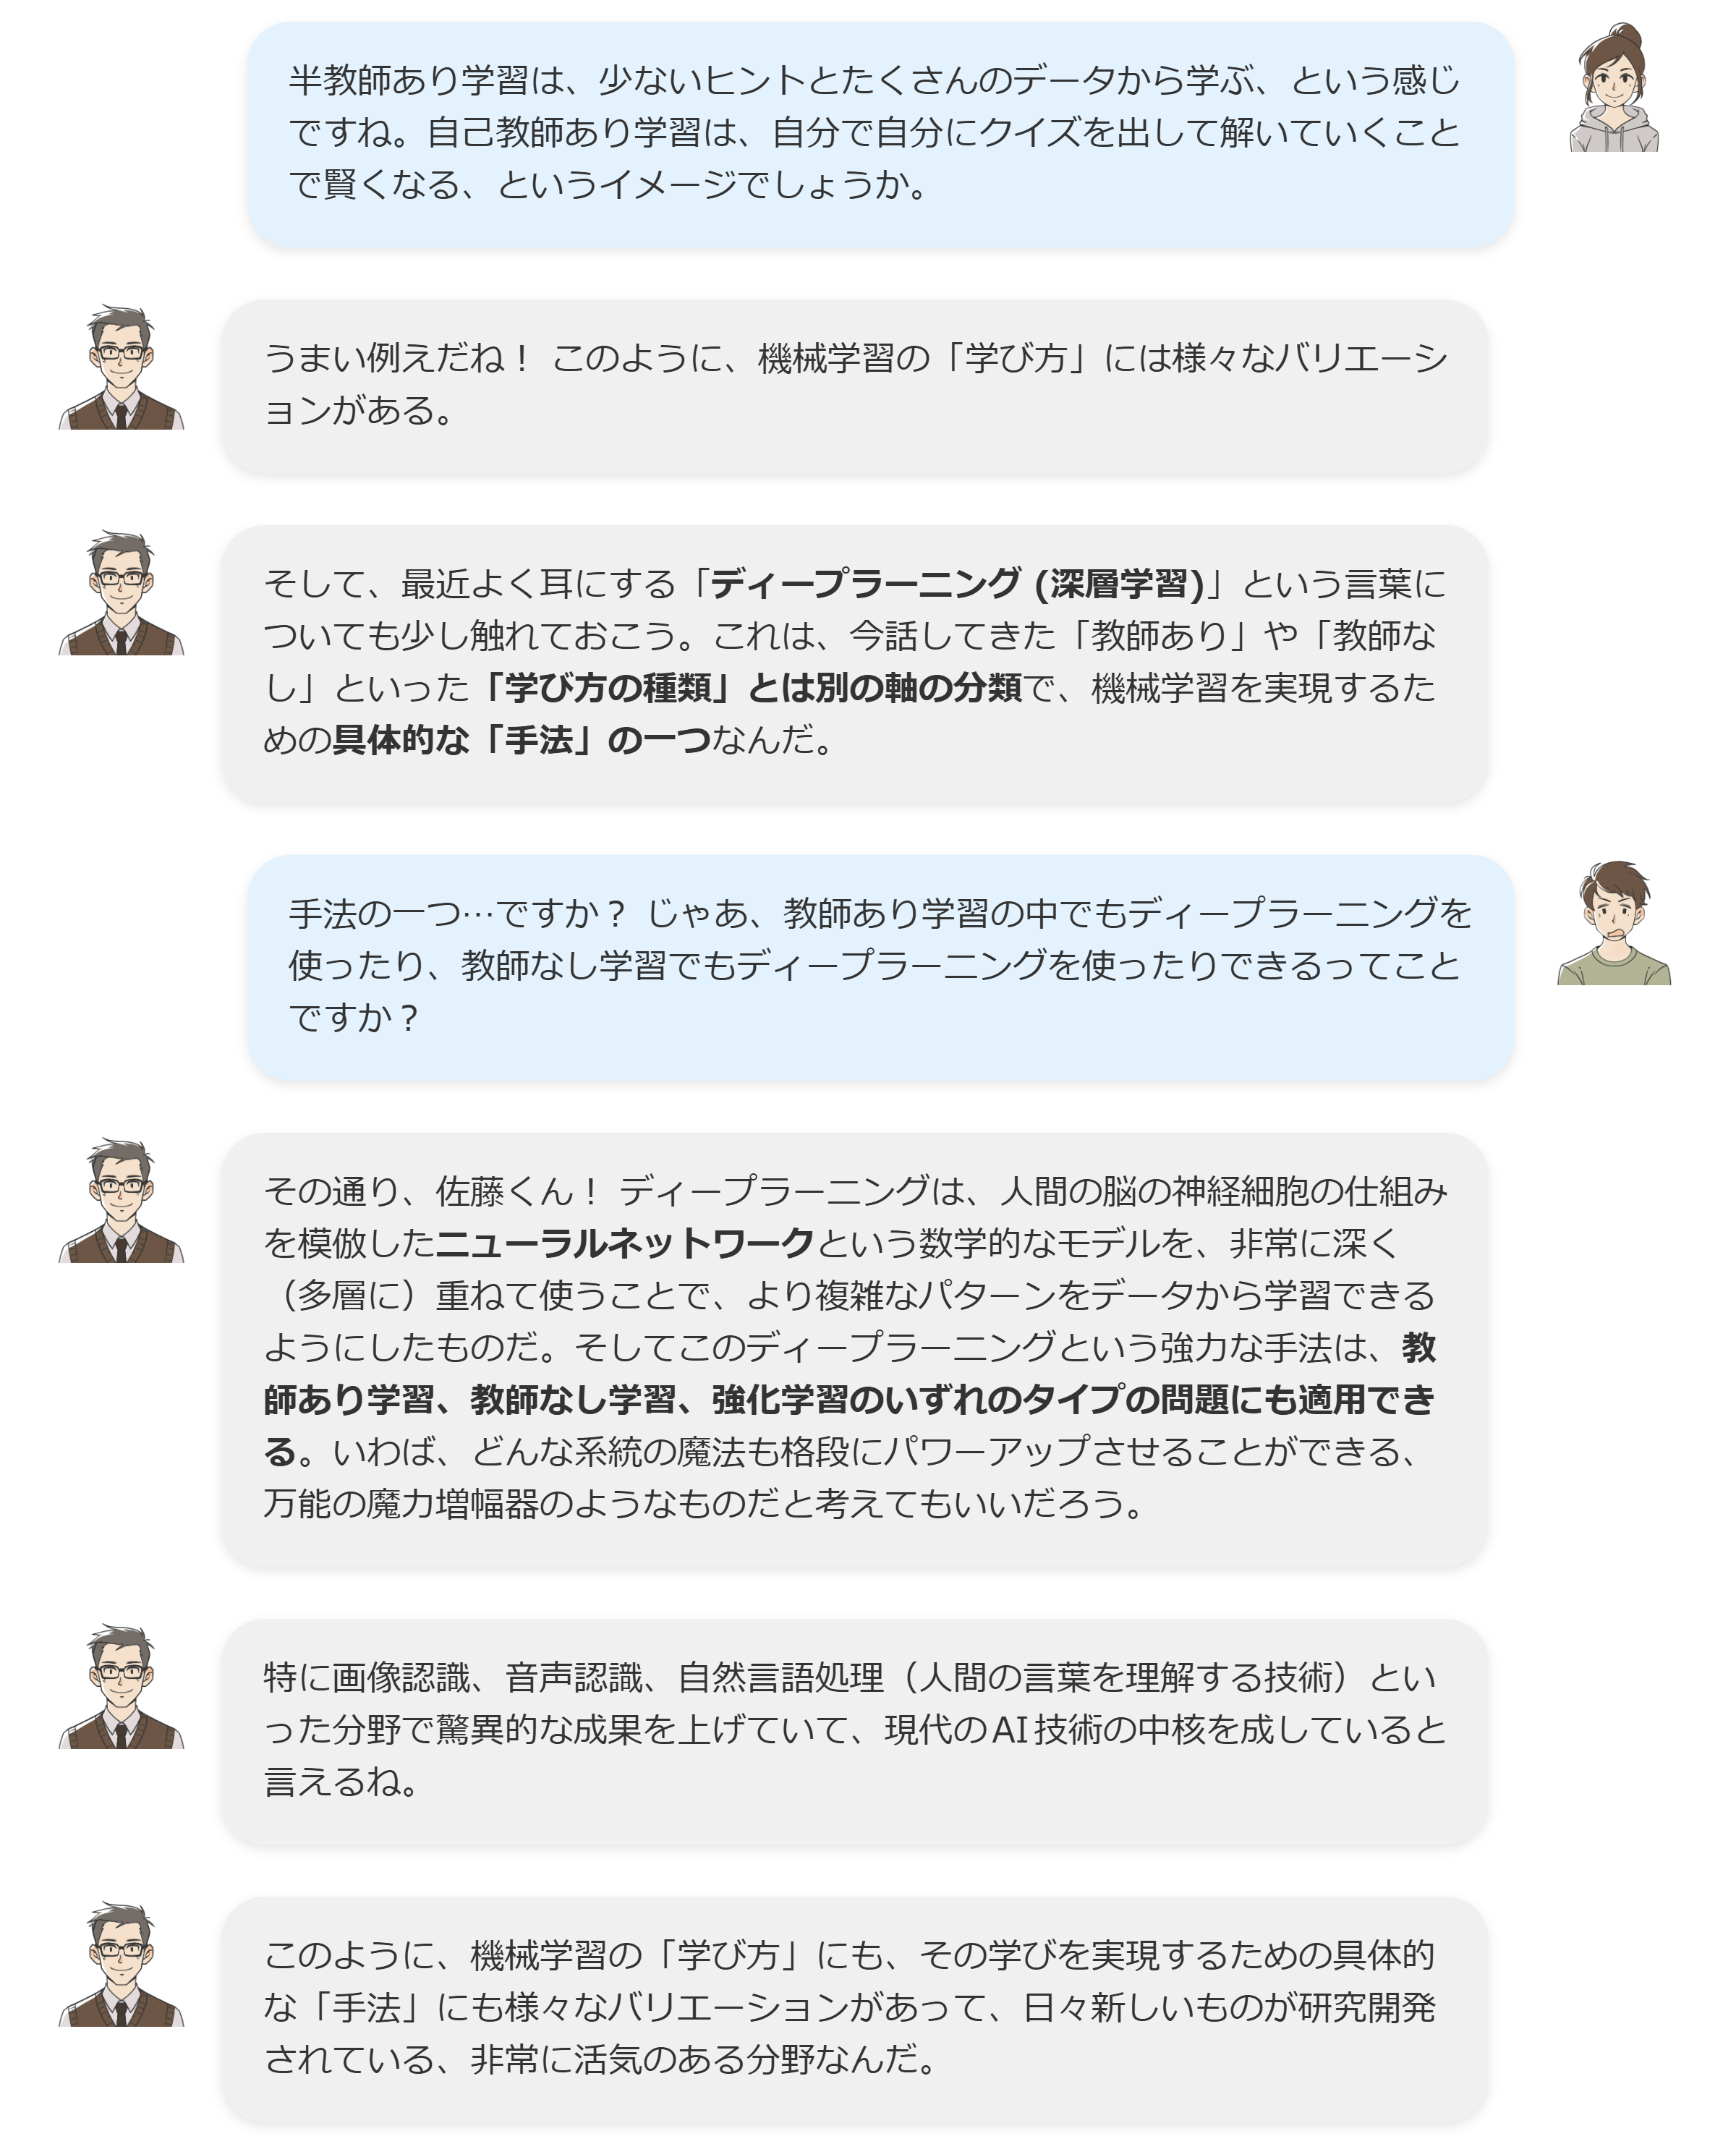 半教師あり学習は、少ないヒントとたくさんのデータから学ぶ、という感じ
ですね。自己教師あり学習は、自分で自分にクイズを出して解いていくこと
で賢くなる、というイメージでしょうか。
うまい例えだね！ このように、機械学習の「学び方」には様々なバリエーシ
ョンがある。
そして、最近よく耳にする「ディープラーニング (深層学習)」という言葉に
ついても少し触れておこう。これは、今話してきた「教師あり」や「教師な
し」といった「学び方の種類」とは別の軸の分類で、機械学習を実現するた
めの具体的な「手法」の一つなんだ。
手法の一つ…ですか？ じゃあ、教師あり学習の中でもディープラーニングを
使ったり、教師なし学習でもディープラーニングを使ったりできるってこと
ですか？
その通り、佐藤くん！ ディープラーニングは、人間の脳の神経細胞の仕組み
を模倣したニューラルネットワークという数学的なモデルを、非常に深く
（多層に）重ねて使うことで、より複雑なパターンをデータから学習できる
ようにしたものだ。そしてこのディープラーニングという強力な手法は、教
師あり学習、教師なし学習、強化学習のいずれのタイプの問題にも適用でき
る。いわば、どんな系統の魔法も格段にパワーアップさせることができる、
万能の魔力増幅器のようなものだと考えてもいいだろう。
特に画像認識、音声認識、自然言語処理（人間の言葉を理解する技術）とい
った分野で驚異的な成果を上げていて、現代のAI技術の中核を成していると
言えるね。
このように、機械学習の「学び方」にも、その学びを実現するための具体的
な「手法」にも様々なバリエーションがあって、日々新しいものが研究開発
されている、非常に活気のある分野なんだ。